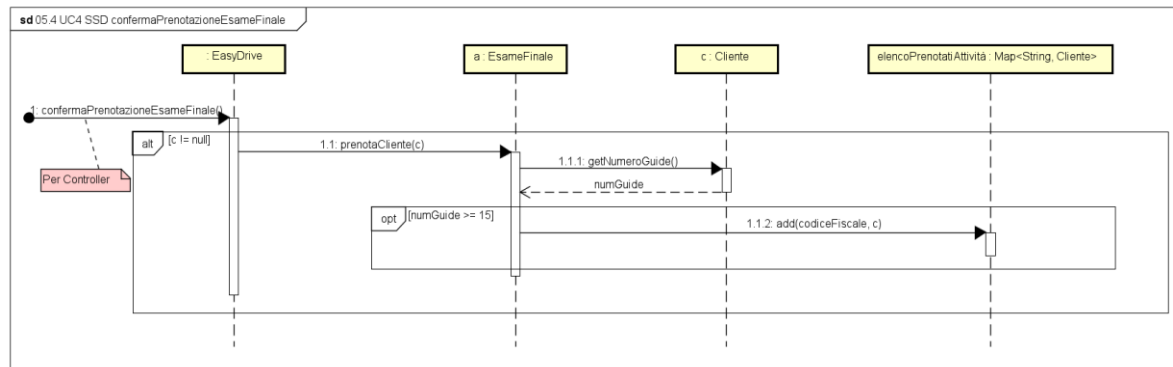 sd 05.4 UC4 SSD confermaPrenotazioneEsameFinale
: EasyDrive
a : EsameFinale
c : Cliente
elencoPrenotatiAttività : Map<String, Cliente>
1: confermaPrenotazioneEsameFinale()
alt
[c != null]
1.1: prenotaCliente(c)
1.1.1: getNumeroGuide()
Per Controller
numGuide
opt
[numGuide >= 15]
1.1.2: add(codiceFiscale, c)